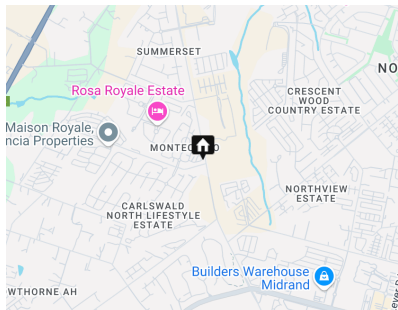 SUMMERSET
Rosa Royale Estate
CRESCENT
WOOD
COUNTRY ESTATE
NO
Maison Royale,
ncia Properties
NORTHVIEW
ESTATE
CARLSWALD
NORTH LIFESTYLE
ESTATE
Builders Warehouse
Midrand
WTHORNE AH